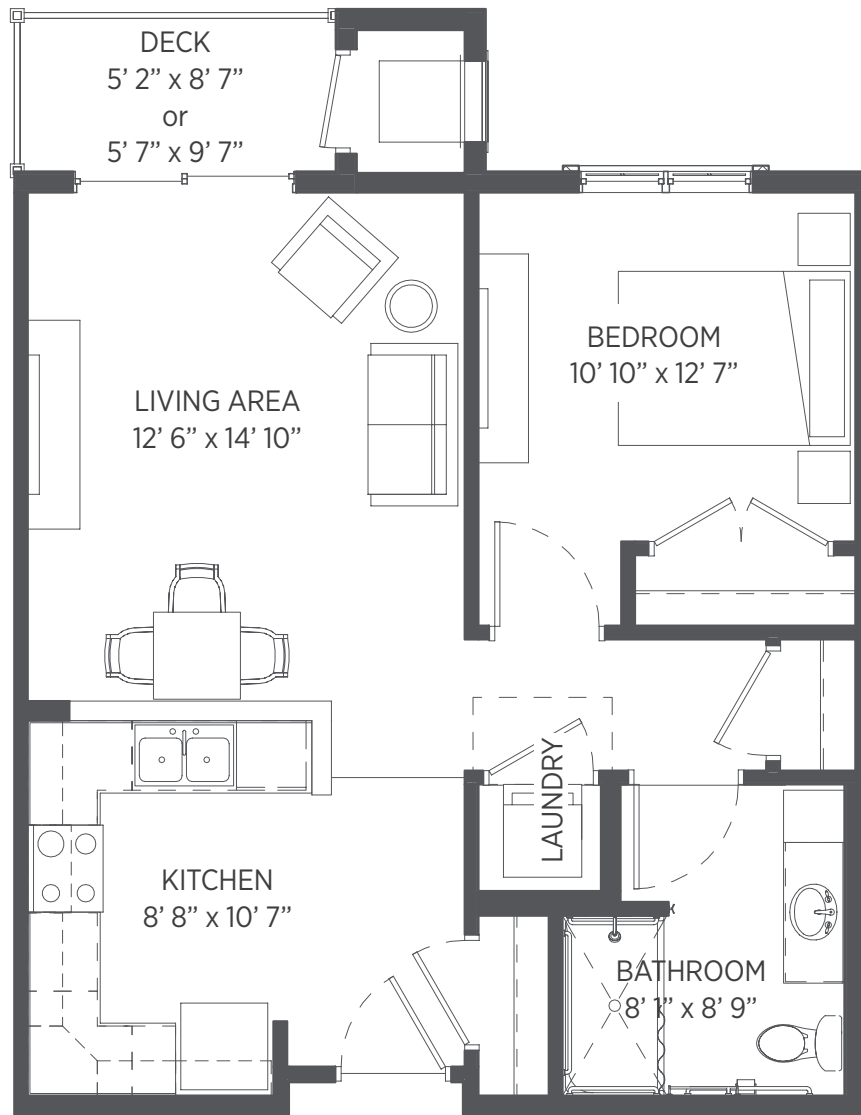 DECK
5’ 2” x 8’ 7”
or
5’ 7” x 9’ 7”
BEDROOM
10’ 10” x 12’ 7”
LIVING AREA
12’ 6” x 14’ 10”
LAUNDRY
KITCHEN
8’ 8” x 10’ 7”
BATHROOM
8’ 1” x 8’ 9”